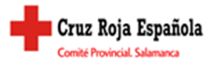 Cruz Roja Española
Comité Provincial. Salamanca